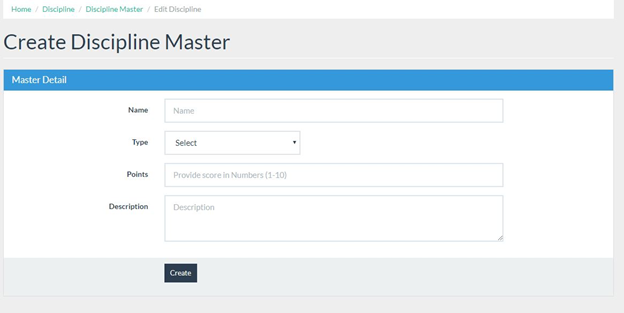 Home / Discipline / Discipline Master / Edit Discipline
Create Discipline Master
Master Detail
Name Name
Type Select
Points Provide score in Numbers (1-10)
Description Description
Create